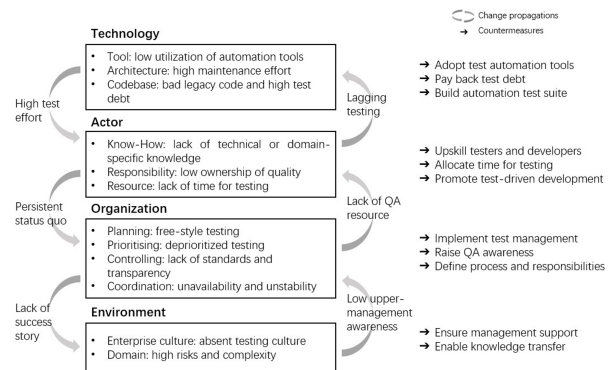 Change propagations
➔ Countermeasures
Technology
• Tool: low utilization of automation tools
• Architecture: high maintenance effort
• Codebase: bad legacy code and high test
debt
High test
effort
Lagging
testing
➔ Adopt test automation tools
➔ Pay back test debt
➔ Build automation test suite
Actor
• Know-How: lack of technical or domain-
specific knowledge
• Responsibility: low ownership of quality
• Resource: lack of time for testing
➔ Upskill testers and developers
➔ Allocate time for testing
➔ Promote test-driven development
Persistent
status quo
Lack of QA
resource
Organization
• Planning: free-style testing
• Prioritising: deprioritized testing
• Controlling: lack of standards and
transparency
• Coordination: unavailability and unstability
➔ Implement test management
➔ Raise QA awareness
➔ Define process and responsibilities
Lack of
success
story
Low upper-
management
awareness
Environment
• Enterprise culture: absent testing culture
• Domain: high risks and complexity
➔ Ensure management support
➔ Enable knowledge transfer